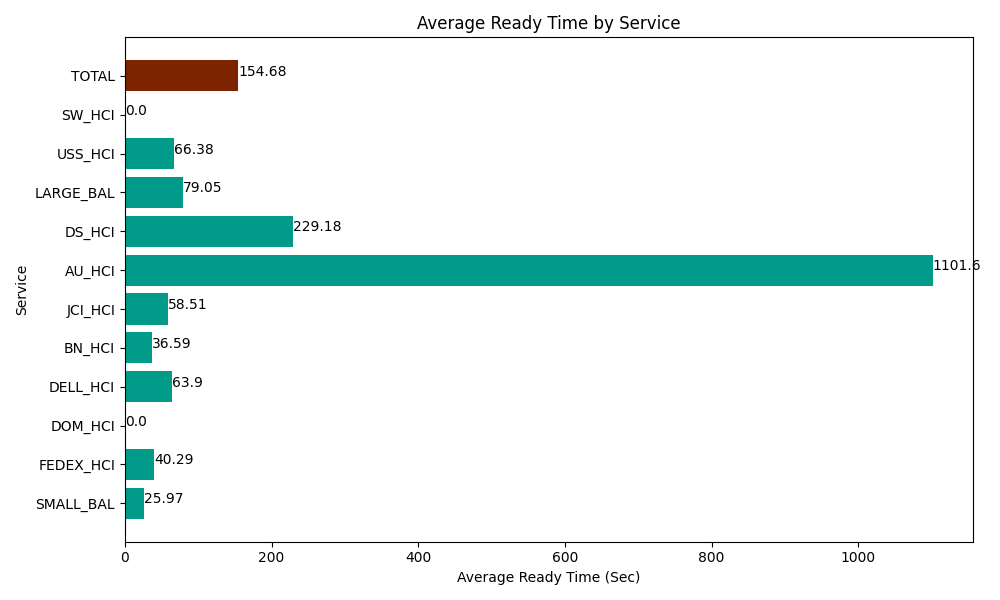 Average Ready Time by Service
Service
TOTAL 154.68
SW_HCI 0.0
USS_HCI 66.38
LARGE_BAL 79.05
DS_HCI 229.18
AU_HCI 1101.6
JCI_HCI 58.51
BN_HCI 36.59
DELL_HCI 63.9
DOM_HCI 0.0
FEDEX_HCI 40.29
SMALL_BAL 25.97
0 200 400 600 800 1000
Average Ready Time (Sec)